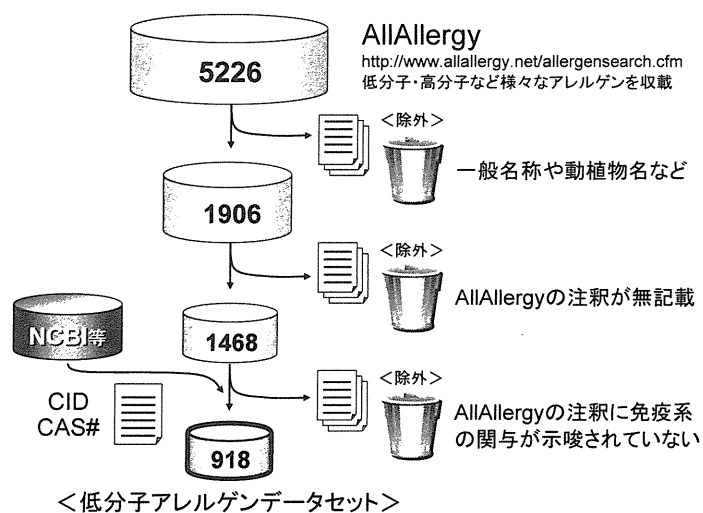 AllAllergy
http://www.allallergy.net/allergensearch.cfm
低分子・高分子など様々なアレルゲンを収載
5226
＜除外＞
一般名称や動植物名など
1906
＜除外＞
AllAllergyの注釈が無記載
NCBI等
1468
＜除外＞
CID
CAS#
AllAllergyの注釈に免疫系
の関与が示唆されていない
918
＜低分子アレルゲンデータセット＞